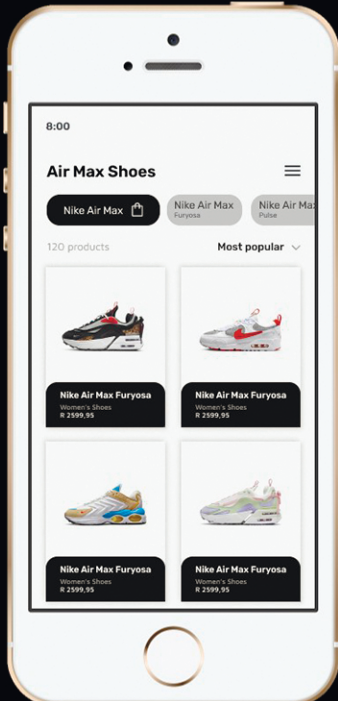 8:00
Air Max Shoes
Nike Air Max
Nike Air Max
Furyosa
Nike Air Max
Pulse
120 products
Most popular
Nike Air Max Furyosa
Women's Shoes
R 2599,95
Nike Air Max Furyosa
Women's Shoes
R 2599,95
Nike Air Max Furyosa
Women's Shoes
R 2599,95
Nike Air Max Furyosa
Women's Shoes
R 2599,95